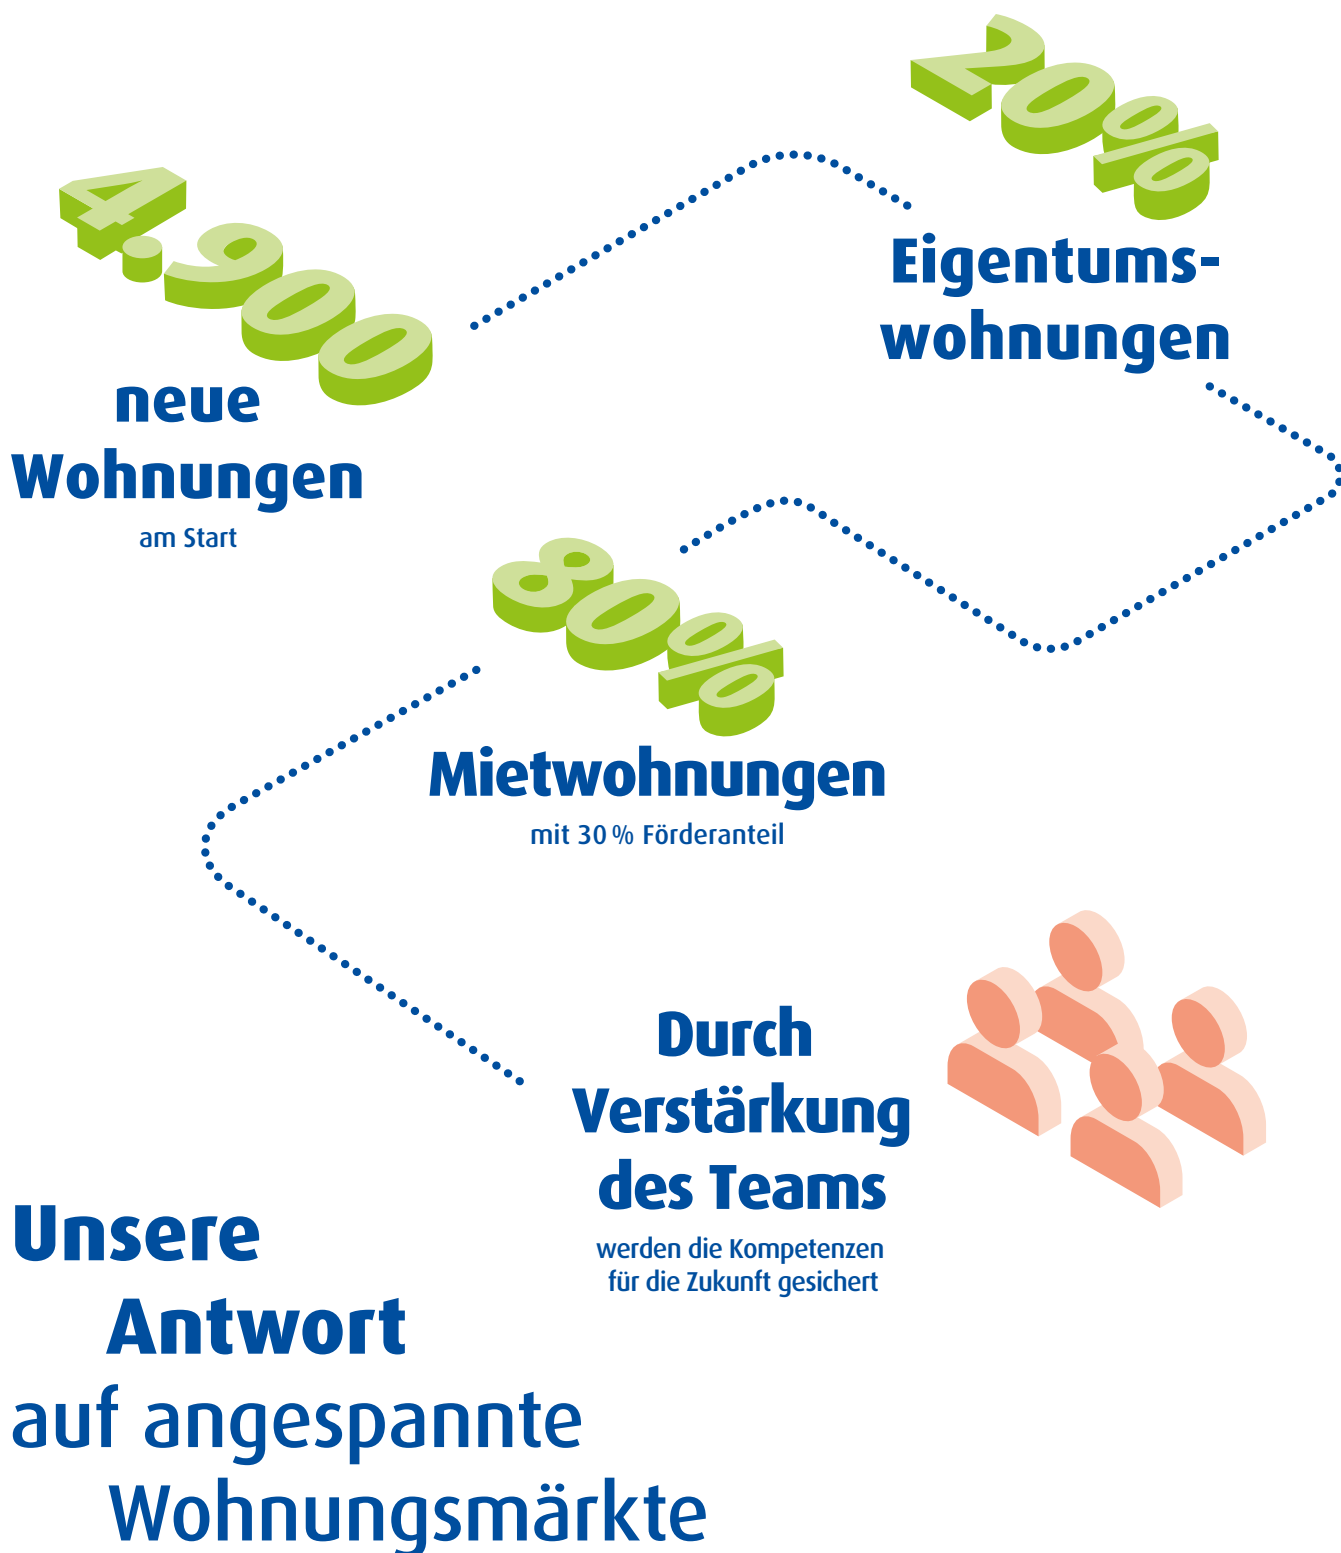 4.900
neue
Wohnungen
am Start
20%
Eigentums-
wohnungen
80%
Mietwohnungen
mit 30 % Förderanteil
Durch
Verstärkung
des Teams
werden die Kompetenzen
für die Zukunft gesichert
Unsere
Antwort
auf angespannte
Wohnungsmärkte